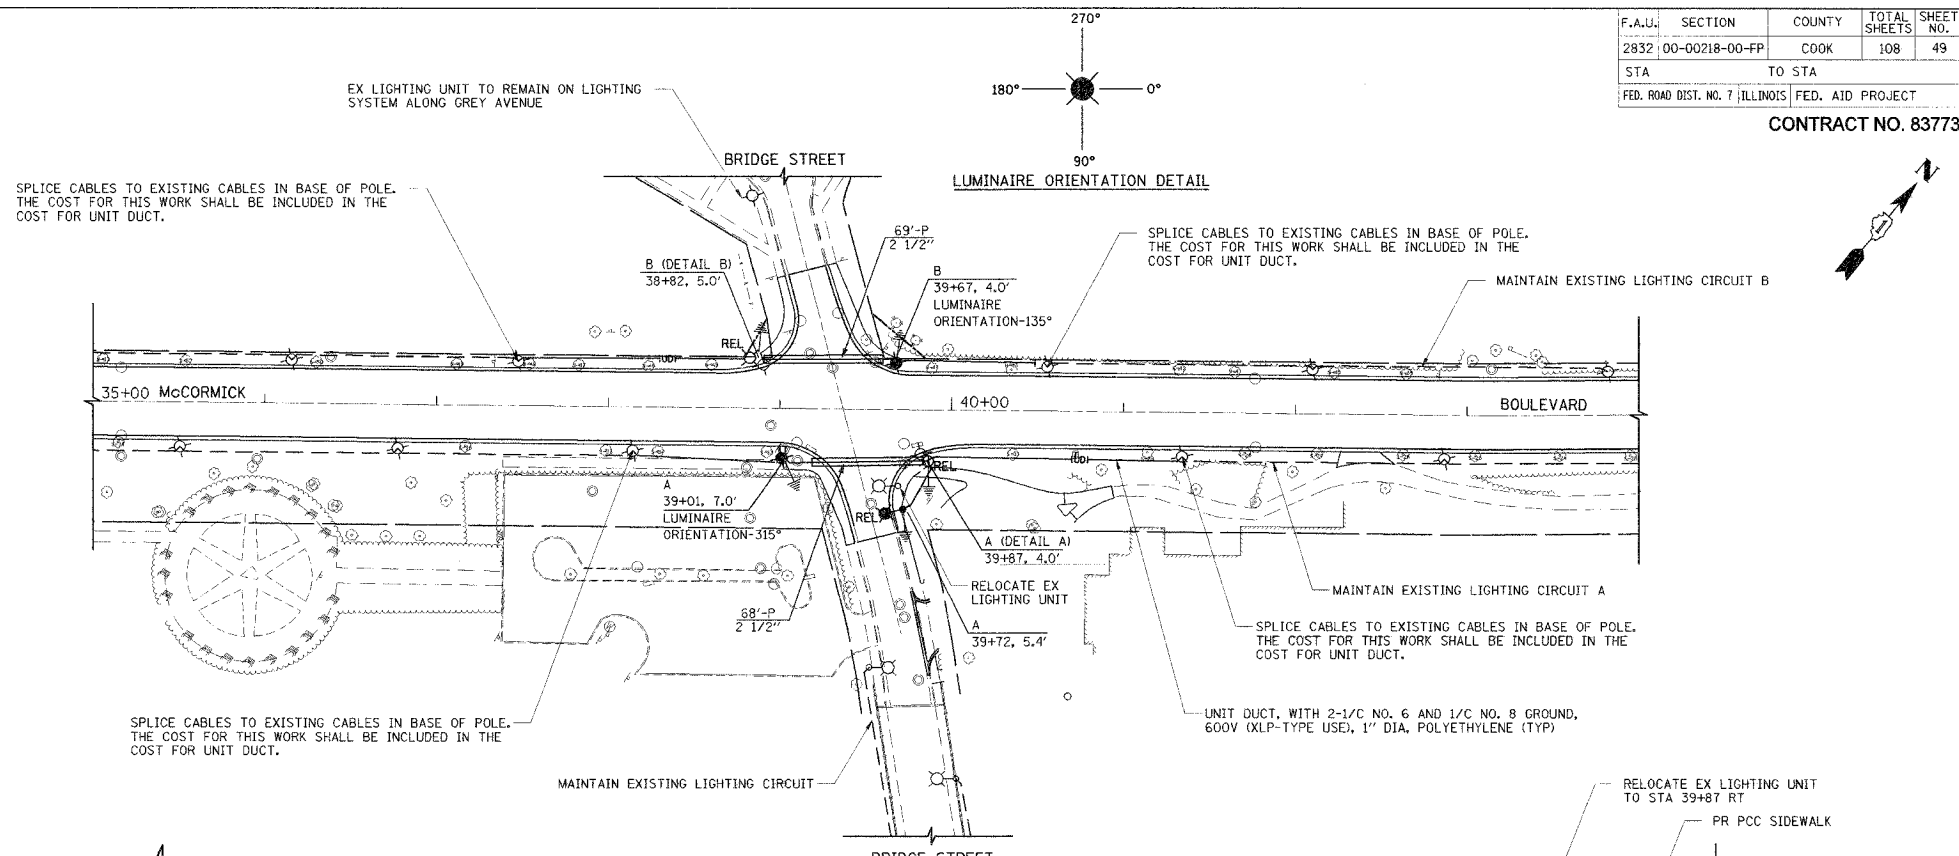 F.A.U. SECTION COUNTY TOTAL SHEETS SHEET NO.
2832 00-00218-00-FP COOK 108 49
STA TO STA
FED. ROAD DIST. NO. 7 ILLINOIS FED. AID PROJECT
CONTRACT NO. 83773
N
270°
180° 0°
90°
LUMINAIRE ORIENTATION DETAIL
EX LIGHTING UNIT TO REMAIN ON LIGHTING
SYSTEM ALONG GREY AVENUE
BRIDGE STREET
SPLICE CABLES TO EXISTING CABLES IN BASE OF POLE.
THE COST FOR THIS WORK SHALL BE INCLUDED IN THE
COST FOR UNIT DUCT.
69'-P
2 1/2"
B (DETAIL B)
38+82, 5.0'
B
39+67, 4.0'
LUMINAIRE
ORIENTATION-135°
SPLICE CABLES TO EXISTING CABLES IN BASE OF POLE.
THE COST FOR THIS WORK SHALL BE INCLUDED IN THE
COST FOR UNIT DUCT.
MAINTAIN EXISTING LIGHTING CIRCUIT B
REL
UD
35+00 McCORMICK
40+00
BOULEVARD
REL
UD
A
39+01, 7.0'
LUMINAIRE
ORIENTATION-315°
REL
A (DETAIL A)
39+87, 4.0'
RELOCATE EX
LIGHTING UNIT
MAINTAIN EXISTING LIGHTING CIRCUIT A
68'-P
2 1/2"
A
39+72, 5.4'
SPLICE CABLES TO EXISTING CABLES IN BASE OF POLE.
THE COST FOR THIS WORK SHALL BE INCLUDED IN THE
COST FOR UNIT DUCT.
SPLICE CABLES TO EXISTING CABLES IN BASE OF POLE.
THE COST FOR THIS WORK SHALL BE INCLUDED IN THE
COST FOR UNIT DUCT.
UNIT DUCT, WITH 2-1/C NO. 6 AND 1/C NO. 8 GROUND,
600V (XLP-TYPE USE), 1" DIA, POLYETHYLENE (TYP)
MAINTAIN EXISTING LIGHTING CIRCUIT
RELOCATE EX LIGHTING UNIT
TO STA 39+87 RT
PR PCC SIDEWALK
BRIDGE STREET